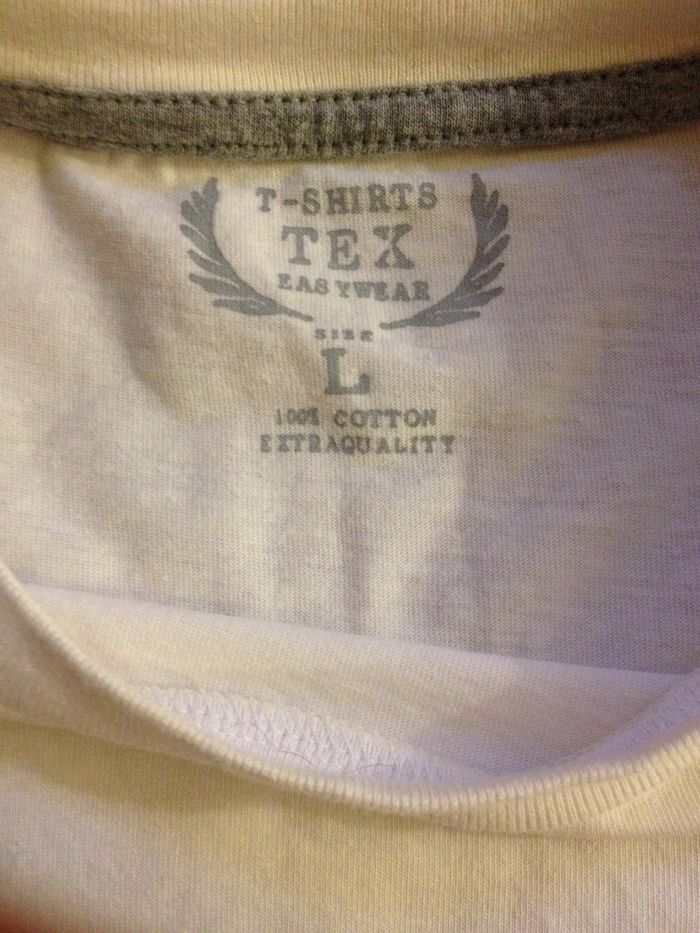 T-SHIRTS
TEX
EASYWEAR
SIZE
L
100% COTTON
EXTRAQUALITY